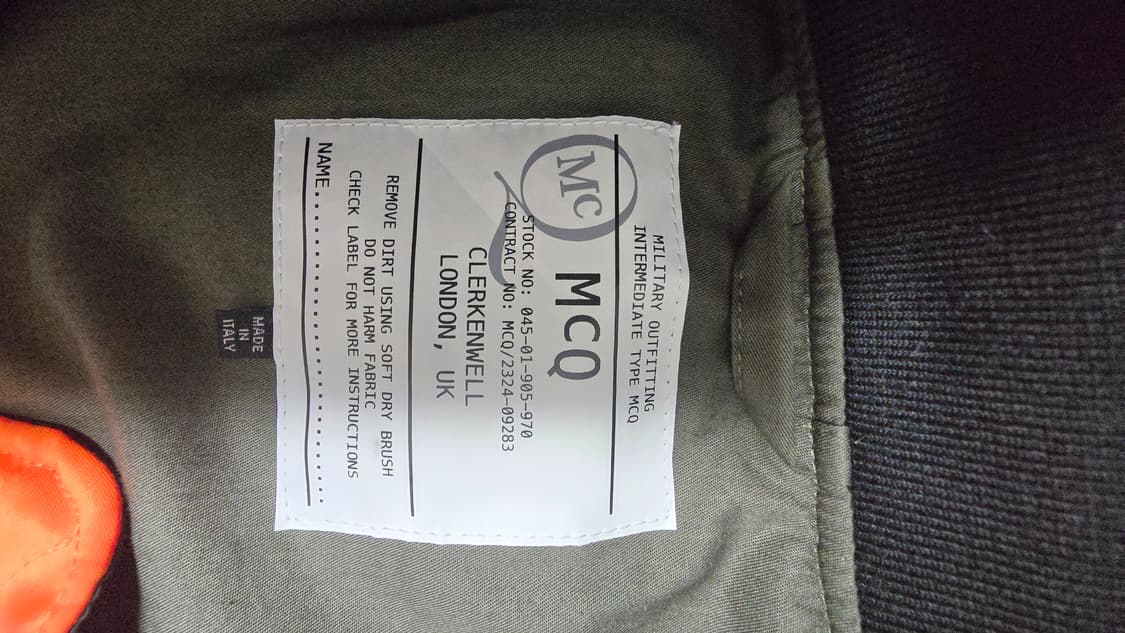 MILITARY OUTFITTING
INTERMEDIATE TYPE MCQ
MC
MCQ
STOCK NO: 045-01-905-970
CONTRACT NO: MCQ/2324-09283
CLERKENWELL
LONDON, UK
REMOVE DIRT USING SOFT DRY BRUSH
DO NOT HARM FABRIC
CHECK LABEL FOR MORE INSTRUCTIONS
NAME...............................
MADE
IN
ITALY